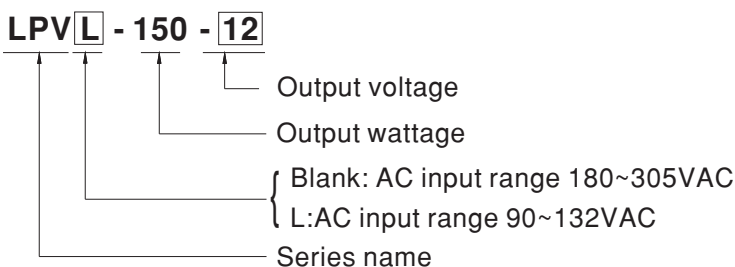 LPVL - 150 - 12
Output voltage
Output wattage
Blank: AC input range 180~305VAC
L:AC input range 90~132VAC
Series name